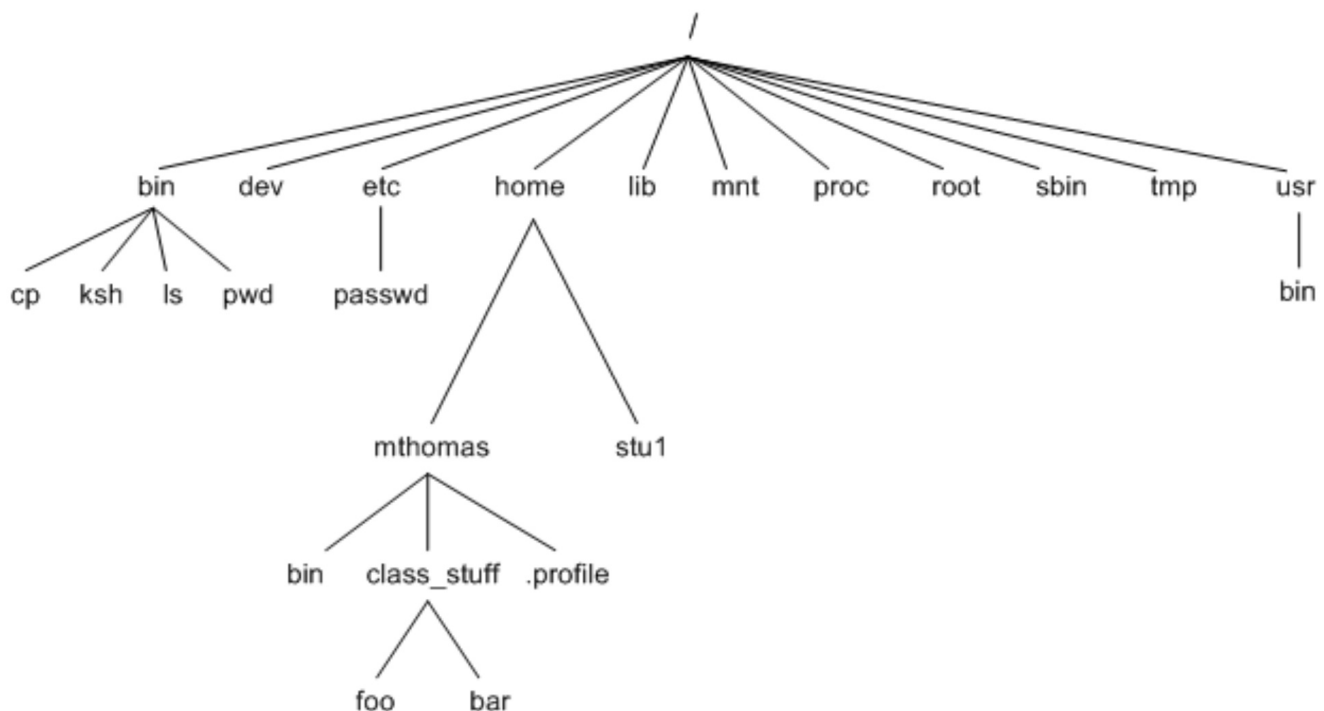 /
bin dev etc home lib mnt proc root sbin tmp usr
cp ksh ls pwd passwd bin
mthomas stu1
bin class_stuff .profile
foo bar